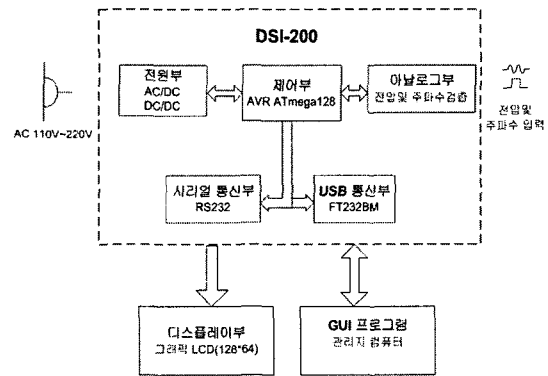 DSI-200
전원부
AC/DC
DC/DC
제어부
AVR ATmega128
아날로그부
전압및 주파수검출
AC 110V~220V
전압및
주파수 입력
시리얼 통신부
RS232
USB 통신부
FT232BM
디스플레이부
그래픽 LCD(128*64)
GUI 프로그램
관리자 컴퓨터